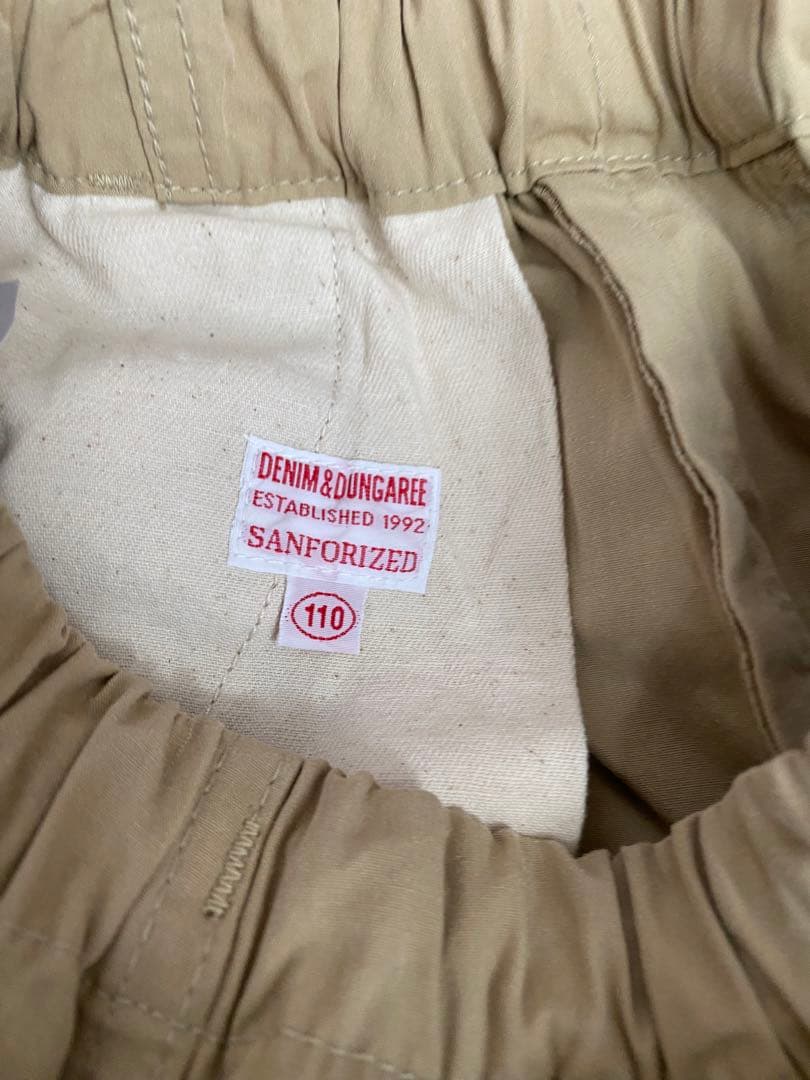 DENIM&DUNGAREE
ESTABLISHED 1992
SANFORIZED
110